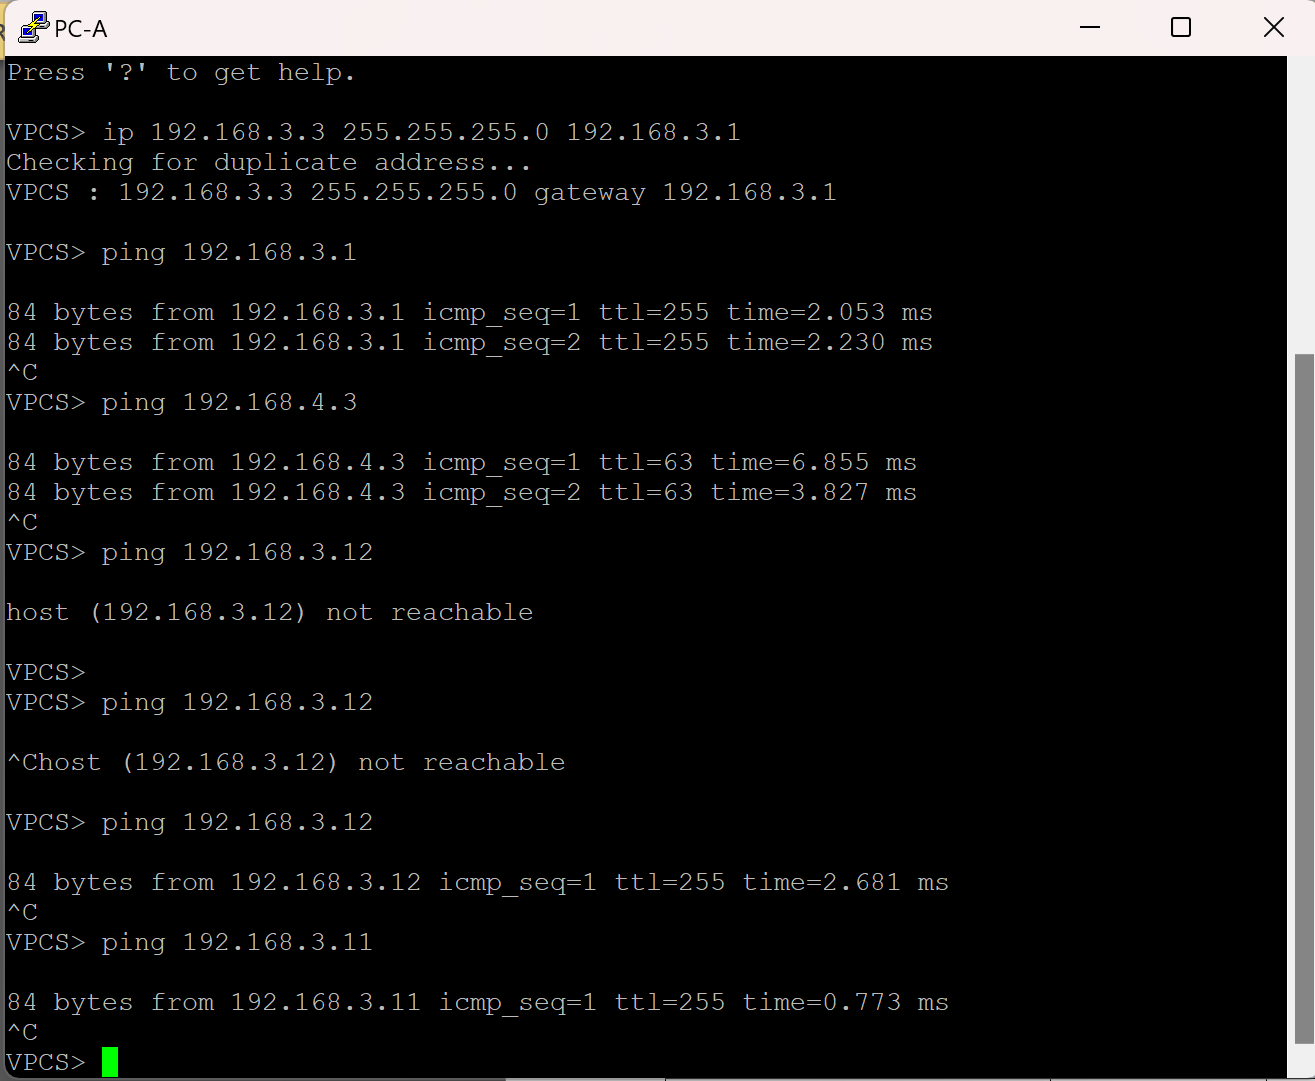 PC-A
Press '?' to get help.
VPCS> ip 192.168.3.3 255.255.255.0 192.168.3.1
Checking for duplicate address...
VPCS : 192.168.3.3 255.255.255.0 gateway 192.168.3.1
VPCS> ping 192.168.3.1
84 bytes from 192.168.3.1 icmp_seq=1 ttl=255 time=2.053 ms
84 bytes from 192.168.3.1 icmp_seq=2 ttl=255 time=2.230 ms
^C
VPCS> ping 192.168.4.3
84 bytes from 192.168.4.3 icmp_seq=1 ttl=63 time=6.855 ms
84 bytes from 192.168.4.3 icmp_seq=2 ttl=63 time=3.827 ms
^C
VPCS> ping 192.168.3.12
host (192.168.3.12) not reachable
VPCS>
VPCS> ping 192.168.3.12
^Chost (192.168.3.12) not reachable
VPCS> ping 192.168.3.12
84 bytes from 192.168.3.12 icmp_seq=1 ttl=255 time=2.681 ms
^C
VPCS> ping 192.168.3.11
84 bytes from 192.168.3.11 icmp_seq=1 ttl=255 time=0.773 ms
^C
VPCS>